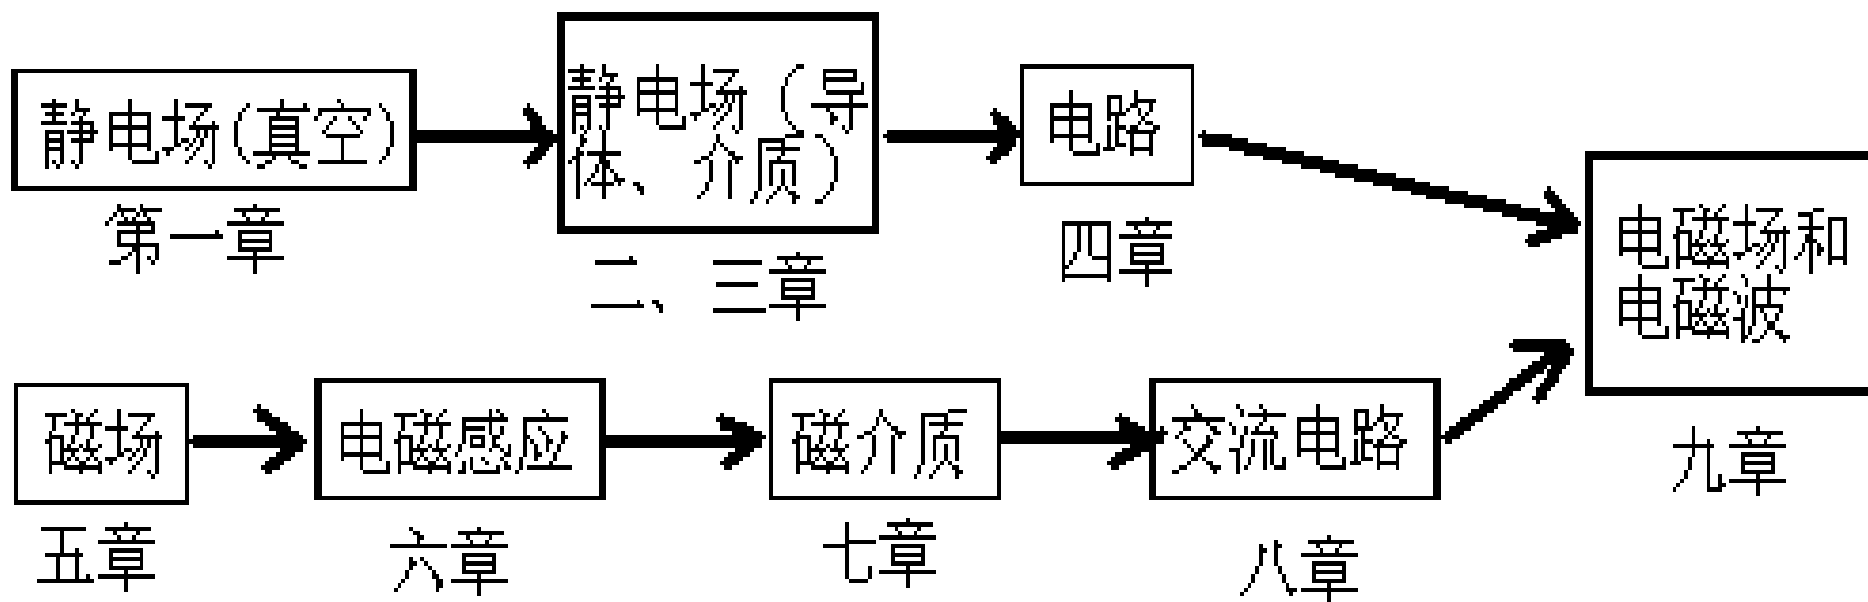 静电场(真空)
第一章
静电场（导
体、介质）
二、三章
电路
四章
电磁场和
电磁波
九章
磁场
五章
电磁感应
六章
磁介质
七章
交流电路
八章